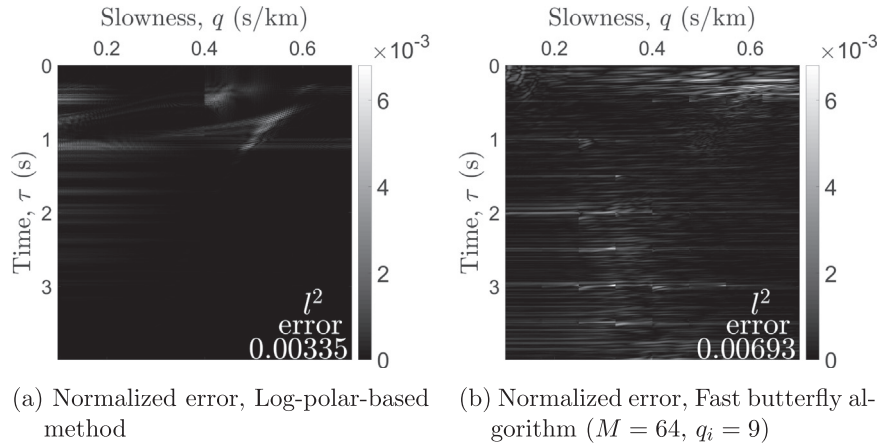 Slowness, q (s/km)
0.2 0.4 0.6
×10⁻³
0
1
2
3
Time, τ (s)
6
4
2
0
l²
error
0.00335
(a) Normalized error, Log-polar-based
method
Slowness, q (s/km)
0.2 0.4 0.6
×10⁻³
0
1
2
3
Time, τ (s)
6
4
2
0
l²
error
0.00693
(b) Normalized error, Fast butterfly al-
gorithm (M = 64, qᵢ = 9)